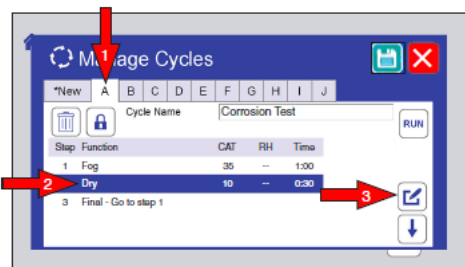 1
Manage Cycles
*New A B C D E F G H I J
Cycle Name Corrosion Test
RUN
Step Function CAT RH Time
1 Fog 35 -- 1:00
2 Dry 10 -- 0:30
3
3 Final - Go to step 1